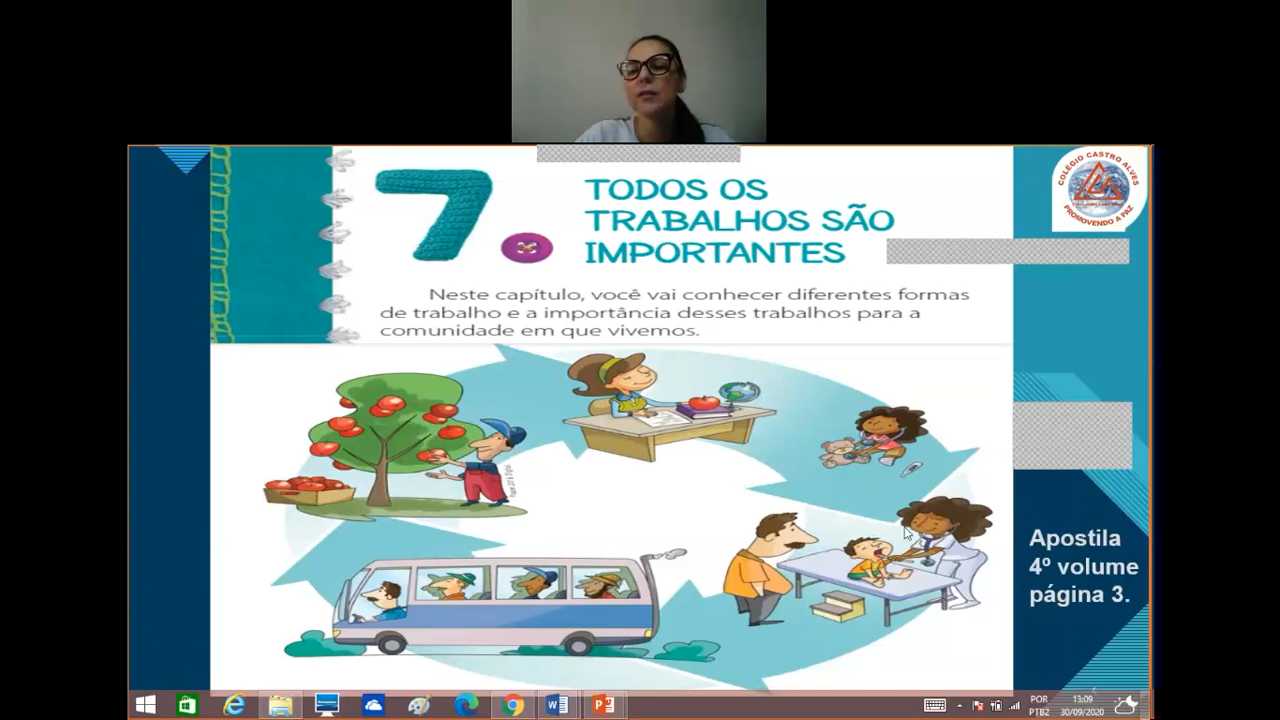 7.
TODOS OS
TRABALHOS SÃO
IMPORTANTES
COLÉGIO CASTRO ALVES
PROMOVENDO A PAZ
Neste capítulo, você vai conhecer diferentes formas
de trabalho e a importância desses trabalhos para a
comunidade em que vivemos.
Apostila
4º volume
página 3.
POR
PTB2
13:09
30/09/2020